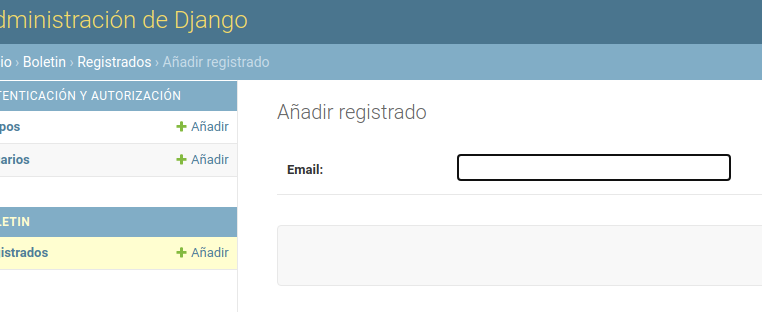 dministración de Django
io › Boletin › Registrados › Añadir registrado
TENTICACIÓN Y AUTORIZACIÓN
pos + Añadir
arios + Añadir
LETIN
istrados + Añadir
Añadir registrado
Email: